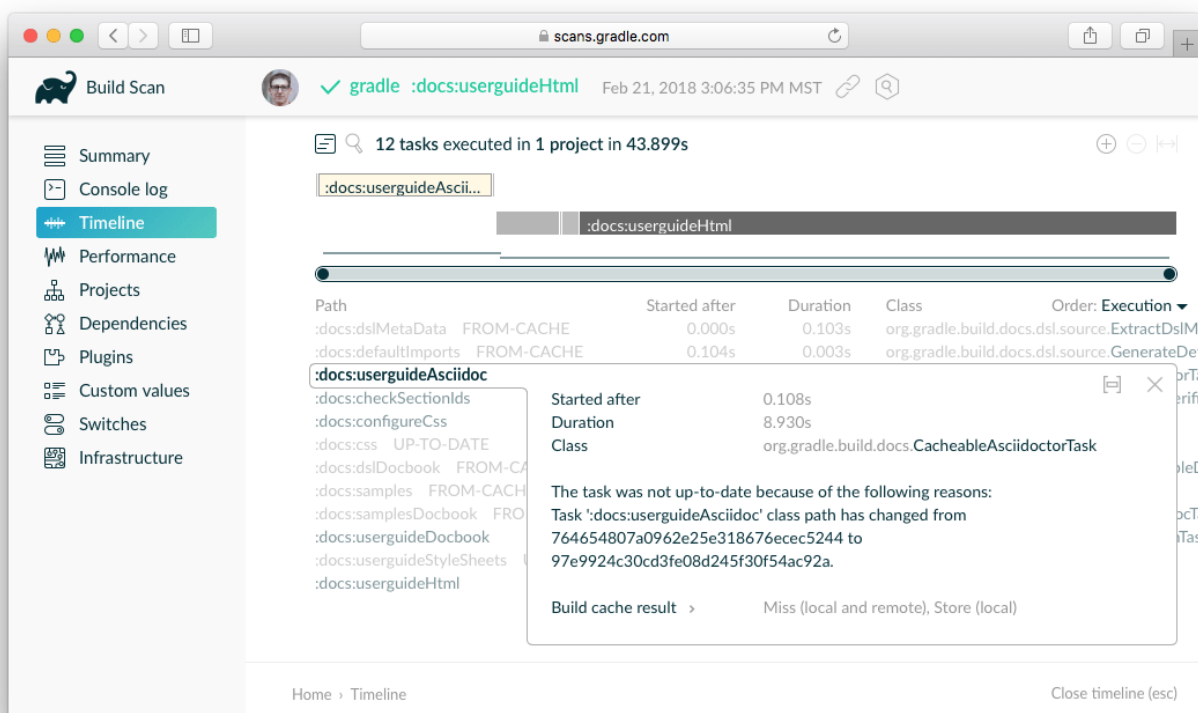 scans.gradle.com
Build Scan
gradle :docs:userguideHtml Feb 21, 2018 3:06:35 PM MST
Summary
Console log
Timeline
Performance
Projects
Dependencies
Plugins
Custom values
Switches
Infrastructure
12 tasks executed in 1 project in 43.899s
:docs:userguideAscii...
:docs:userguideHtml
Path Started after Duration Class Order: Execution
:docs:dslMetaData FROM-CACHE 0.000s 0.103s org.gradle.build.docs.dsl.source.ExtractDslM
:docs:defaultImports FROM-CACHE 0.104s 0.003s org.gradle.build.docs.dsl.source.GenerateDe
:docs:userguideAsciidoc
:docs:checkSectionIds
:docs:configureCss
:docs:css UP-TO-DATE
:docs:dslDocbook FROM-CA
:docs:samples FROM-CACH
:docs:samplesDocbook FRO
:docs:userguideDocbook
:docs:userguideStyleSheets
:docs:userguideHtml
Started after 0.108s
Duration 8.930s
Class org.gradle.build.docs.CacheableAsciidoctorTask
The task was not up-to-date because of the following reasons:
Task ':docs:userguideAsciidoc' class path has changed from
764654807a0962e25e318676ecec5244 to
97e9924c30cd3fe08d245f30f54ac92a.
Build cache result > Miss (local and remote), Store (local)
Home > Timeline Close timeline (esc)